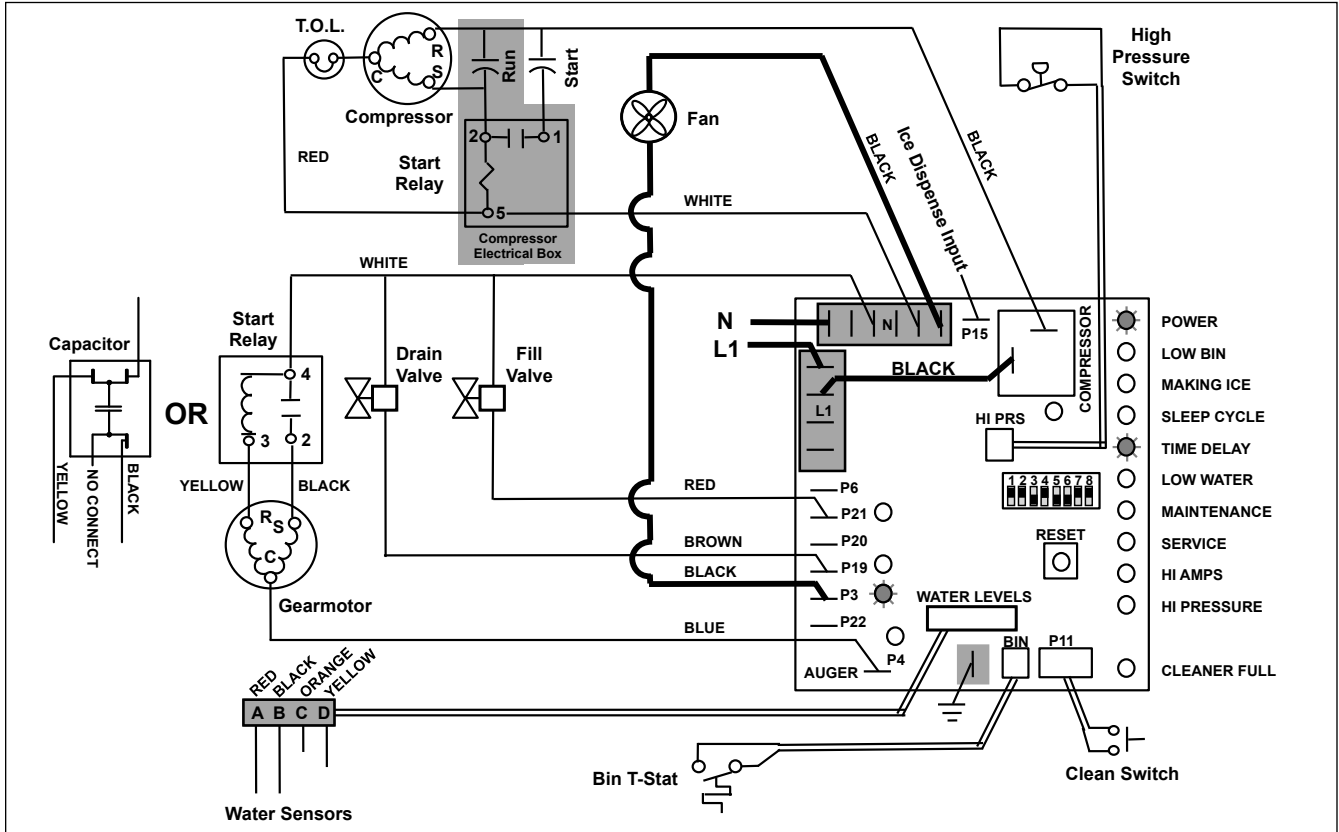 T.O.L.
R
S
C
Compressor
Run
Start
2
1
Start
Relay
5
Compressor
Electrical Box
RED
WHITE
Fan
BLACK
Ice Dispense Input
BLACK
High
Pressure
Switch
WHITE
Capacitor
YELLOW
NO CONNECT
BLACK
OR
Start
Relay
4
3
2
YELLOW
BLACK
R
S
C
Gearmotor
Drain
Valve
Fill
Valve
RED
BROWN
BLACK
BLUE
N
L1
N
P15
BLACK
L1
COMPRESSOR
HI PRS
1 2 3 4 5 6 7 8
RESET
P6
P21
P20
P19
P3
P22
P4
AUGER
WATER LEVELS
BIN
P11
POWER
LOW BIN
MAKING ICE
SLEEP CYCLE
TIME DELAY
LOW WATER
MAINTENANCE
SERVICE
HI AMPS
HI PRESSURE
CLEANER FULL
RED
BLACK
ORANGE
YELLOW
A B C D
Water Sensors
Bin T-Stat
Clean Switch